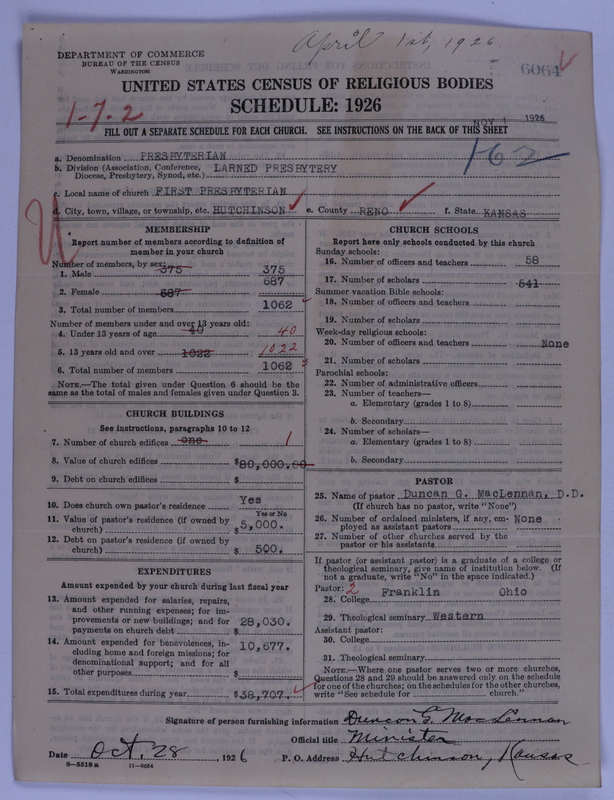 April 1st, 1926
DEPARTMENT OF COMMERCE
BUREAU OF THE CENSUS
WASHINGTON
6064
UNITED STATES CENSUS OF RELIGIOUS BODIES
SCHEDULE: 1926
1-7-2
NOV 1 1926
FILL OUT A SEPARATE SCHEDULE FOR EACH CHURCH. SEE INSTRUCTIONS ON THE BACK OF THIS SHEET
162
a. Denomination PRESBYTERIAN
b. Division (Association, Conference, Diocese, Presbytery, Synod, etc.) LARNED PRESBYTERY
c. Local name of church FIRST PRESBYTERIAN
d. City, town, village, or township, etc. HUTCHINSON e. County RENO f. State KANSAS
MEMBERSHIP
Report number of members according to definition of
member in your church
Number of members by sex:
1. Male 375 375
2. Female 687 687
3. Total number of members 1062
Number of members under and over 13 years old:
4. Under 13 years of age 40 40
5. 13 years old and over 1022 1022
6. Total number of members 1062
NOTE.—The total given under Question 6 should be
same as the total of males and females given under Question 3.
CHURCH BUILDINGS
See instructions, paragraphs 10 to 12
7. Number of church edifices one 1
8. Value of church edifices $80,000.00
9. Debt on church edifices $
10. Does church own pastor's residence? Yes
Yes or No
11. Value of pastor's residence (if owned by
church) $5,000.
12. Debt on pastor's residence (if owned by
church) $ 500.
EXPENDITURES
Amount expended by your church during last fiscal year
13. Amount expended for salaries, repairs,
and other running expenses; for im-
provements or new buildings; and for
payments on church debt $28,030.
14. Amount expended for benevolences, in-
cluding home and foreign missions; for
denominational support; and for all
other purposes $10,677.
15. Total expenditures during year $38,707.
CHURCH SCHOOLS
Report here only schools conducted by this church
Sunday schools:
16. Number of officers and teachers 58
17. Number of scholars 541
Summer vacation Bible schools:
18. Number of officers and teachers
19. Number of scholars
Week-day religious schools:
20. Number of officers and teachers None
21. Number of scholars
Parochial schools:
22. Number of administrative officers
23. Number of teachers—
a. Elementary (grades 1 to 8)
b. Secondary
24. Number of scholars—
a. Elementary (grades 1 to 8)
b. Secondary
PASTOR
25. Name of pastor Duncan G. MacLennan, D.D.
(If church has no pastor, write "None")
26. Number of ordained ministers, if any, em-
ployed as assistant pastors None
27. Number of other churches served by the
pastor or his assistants
If pastor (or assistant pastor) is a graduate of a college or
theological seminary, give name of institution below. (If
not a graduate, write "No" in the space indicated.)
Pastor: 2
28. College Franklin Ohio
29. Theological seminary Western
Assistant pastor:
30. College
31. Theological seminary
NOTE.—Where one pastor serves two or more churches,
Questions 28 and 29 should be answered only on the schedule
for one of the churches; on the schedules for the other churches,
write "See schedule for church."
Signature of person furnishing information Duncan G. MacLennan
Official title Minister
Date Oct. 28, 1926 P. O. Address Hutchinson, Kansas
8-5518a 11-9054